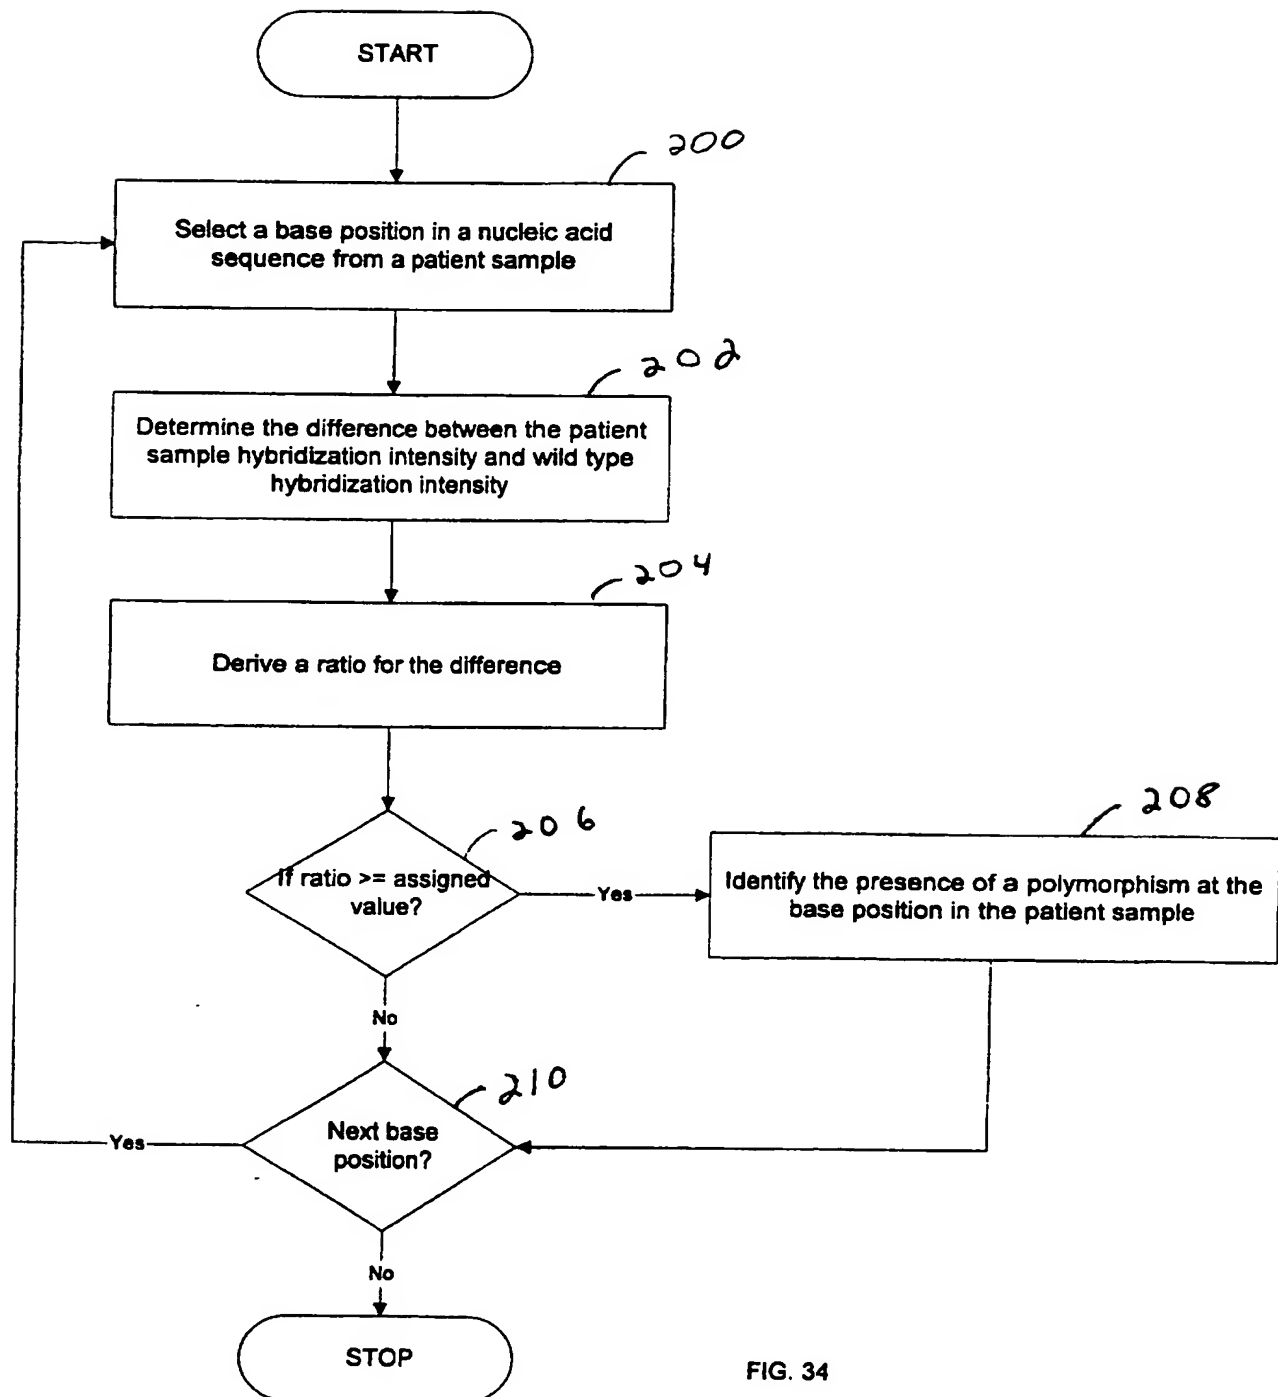 START
200
Select a base position in a nucleic acid
sequence from a patient sample
202
Determine the difference between the patient
sample hybridization intensity and wild type
hybridization intensity
204
Derive a ratio for the difference
206
If ratio >= assigned
value?
Yes
208
Identify the presence of a polymorphism at the
base position in the patient sample
No
210
Next base
position?
Yes
No
STOP
FIG. 34